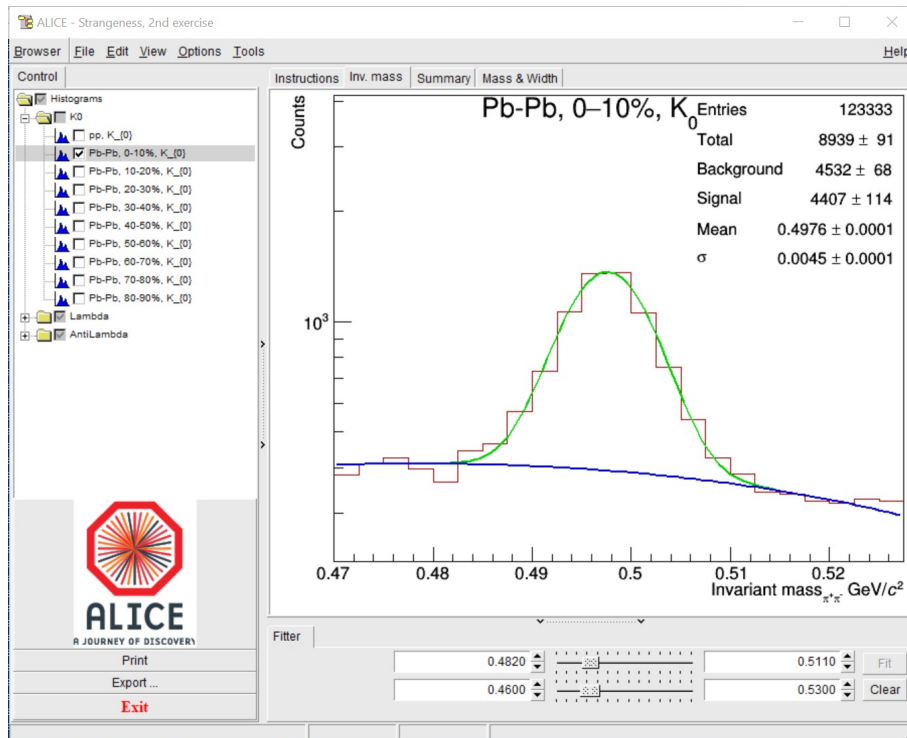 ALICE - Strangeness, 2nd exercise
Browser File Edit View Options Tools Help
Control
Histograms
K0
pp, K_{0}
Pb-Pb, 0-10%, K_{0}
Pb-Pb, 10-20%, K_{0}
Pb-Pb, 20-30%, K_{0}
Pb-Pb, 30-40%, K_{0}
Pb-Pb, 40-50%, K_{0}
Pb-Pb, 50-60%, K_{0}
Pb-Pb, 60-70%, K_{0}
Pb-Pb, 70-80%, K_{0}
Pb-Pb, 80-90%, K_{0}
Lambda
AntiLambda
ALICE
A JOURNEY OF DISCOVERY
Print
Export ...
Exit
Instructions Inv. mass Summary Mass & Width
Pb-Pb, 0–10%, K₀
Entries 123333
Total 8939 ± 91
Background 4532 ± 68
Signal 4407 ± 114
Mean 0.4976 ± 0.0001
σ 0.0045 ± 0.0001
Counts
10³
0.47 0.48 0.49 0.5 0.51 0.52
Invariant mass π⁺π⁻ GeV/c²
Fitter
0.4820 0.5110 Fit
0.4600 0.5300 Clear